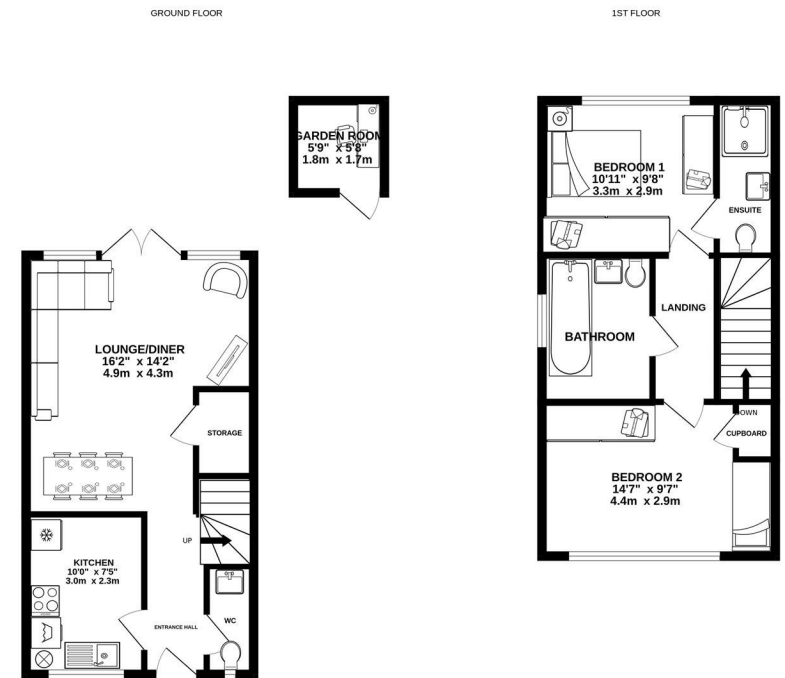 GROUND FLOOR
1ST FLOOR
GARDEN ROOM
5'9" x 5'8"
1.8m x 1.7m
LOUNGE/DINER
16'2" x 14'2"
4.9m x 4.3m
STORAGE
UP
KITCHEN
10'0" x 7'5"
3.0m x 2.3m
ENTRANCE HALL
WC
BEDROOM 1
10'11" x 9'8"
3.3m x 2.9m
ENSUITE
LANDING
BATHROOM
DOWN
CUPBOARD
BEDROOM 2
14'7" x 9'7"
4.4m x 2.9m